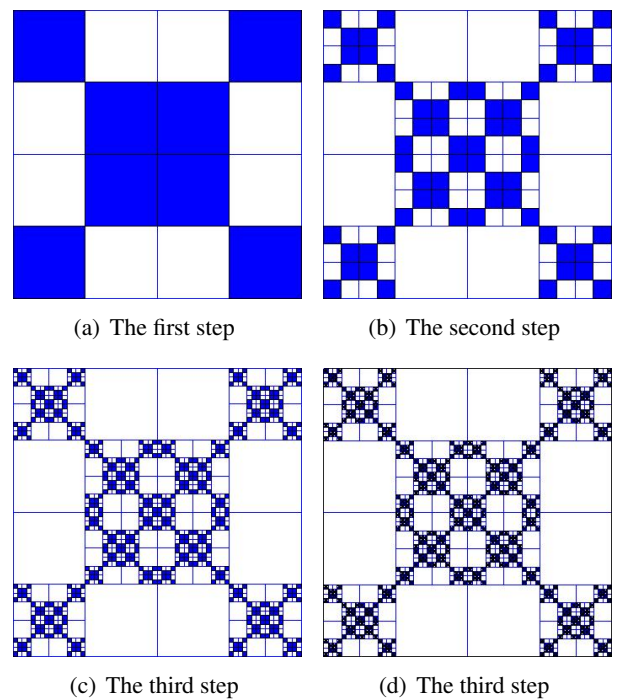 (a) The first step
(b) The second step
(c) The third step
(d) The third step